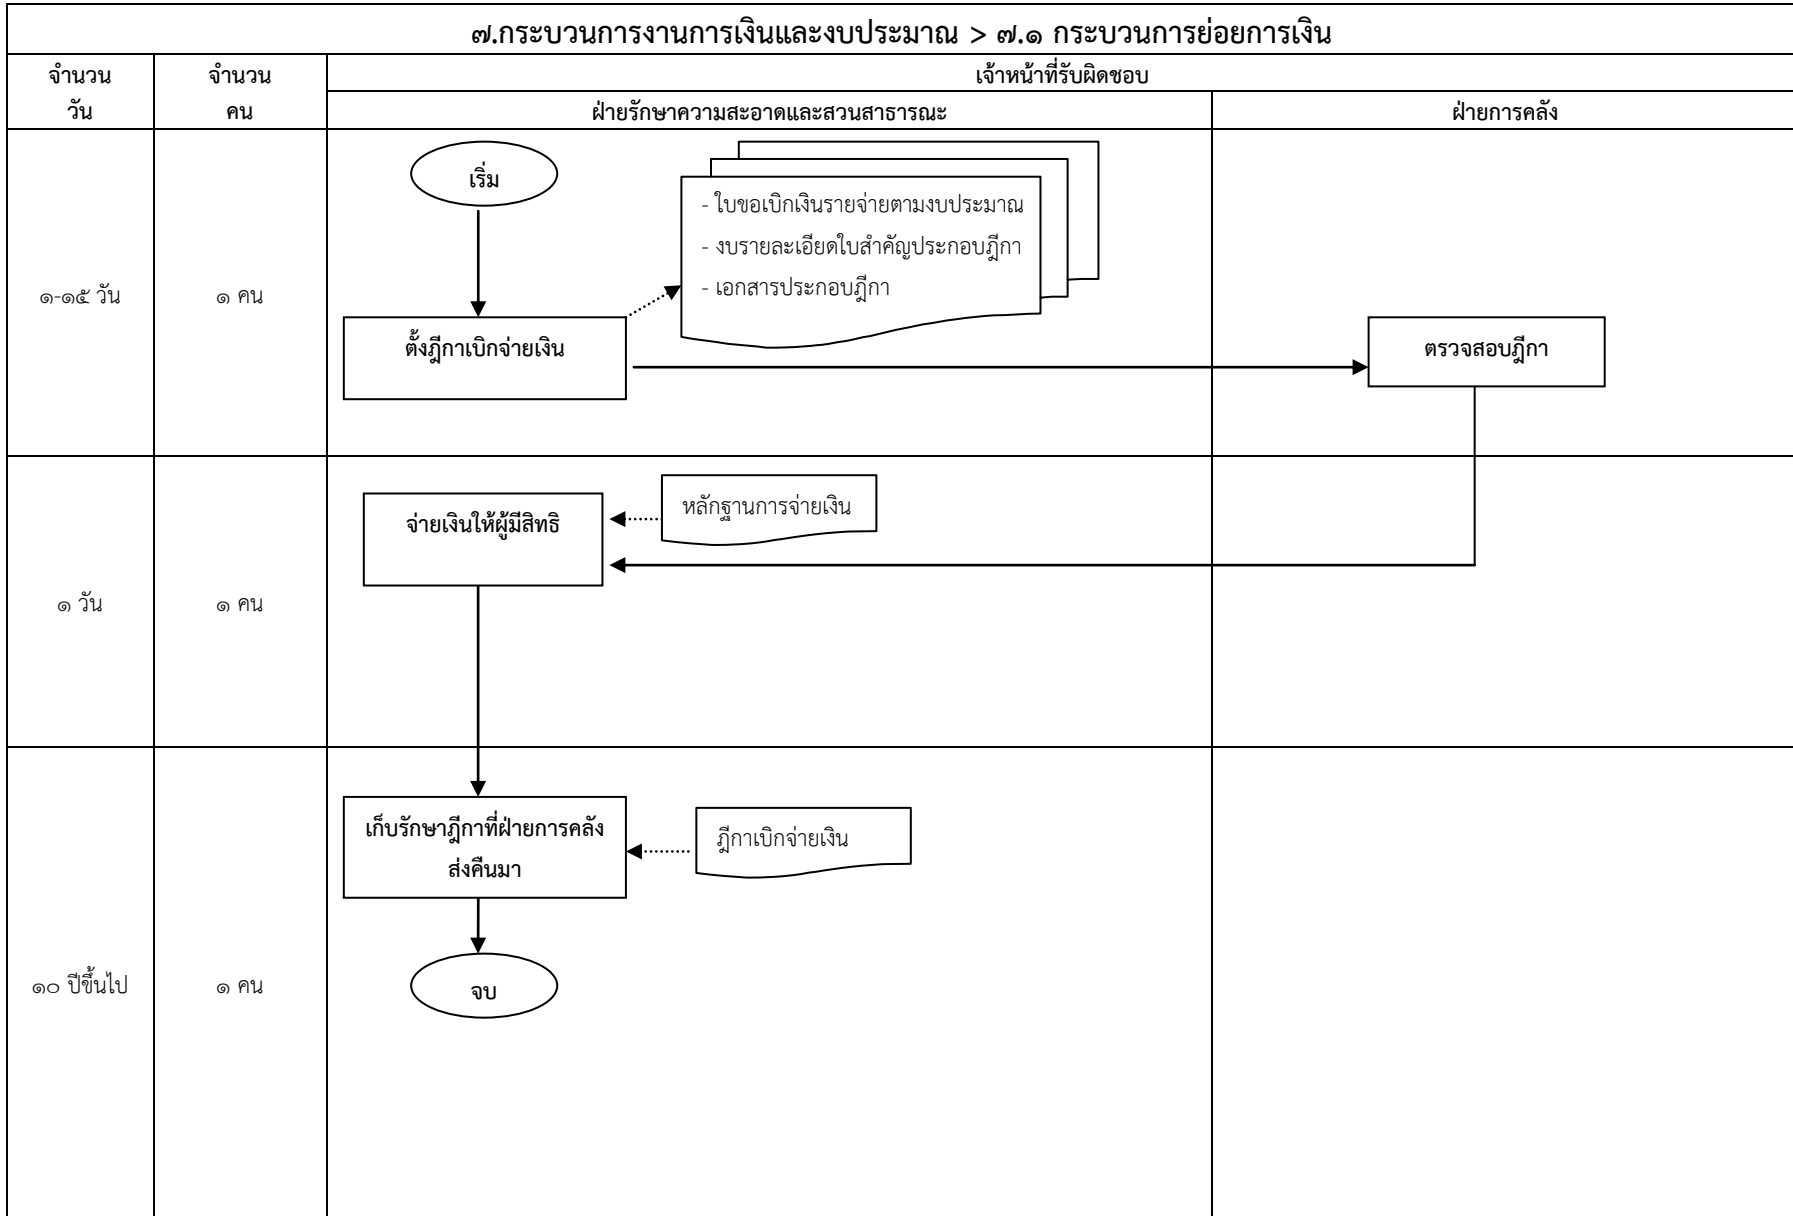 ๗.กระบวนการงานการเงินและงบประมาณ > ๗.๑ กระบวนการย่อยการเงิน
จำนวน
วัน
จำนวน
คน
เจ้าหน้าที่รับผิดชอบ
ฝ่ายรักษาความสะอาดและสวนสาธารณะ
ฝ่ายการคลัง
๑-๑๕ วัน
๑ คน
เริ่ม
- ใบขอเบิกเงินรายจ่ายตามงบประมาณ
- งบรายละเอียดใบสำคัญประกอบฎีกา
- เอกสารประกอบฎีกา
ตั้งฎีกาเบิกจ่ายเงิน
ตรวจสอบฎีกา
๑ วัน
๑ คน
จ่ายเงินให้ผู้มีสิทธิ
หลักฐานการจ่ายเงิน
๑๐ ปีขึ้นไป
๑ คน
เก็บรักษาฎีกาที่ฝ่ายการคลัง
ส่งคืนมา
ฎีกาเบิกจ่ายเงิน
จบ